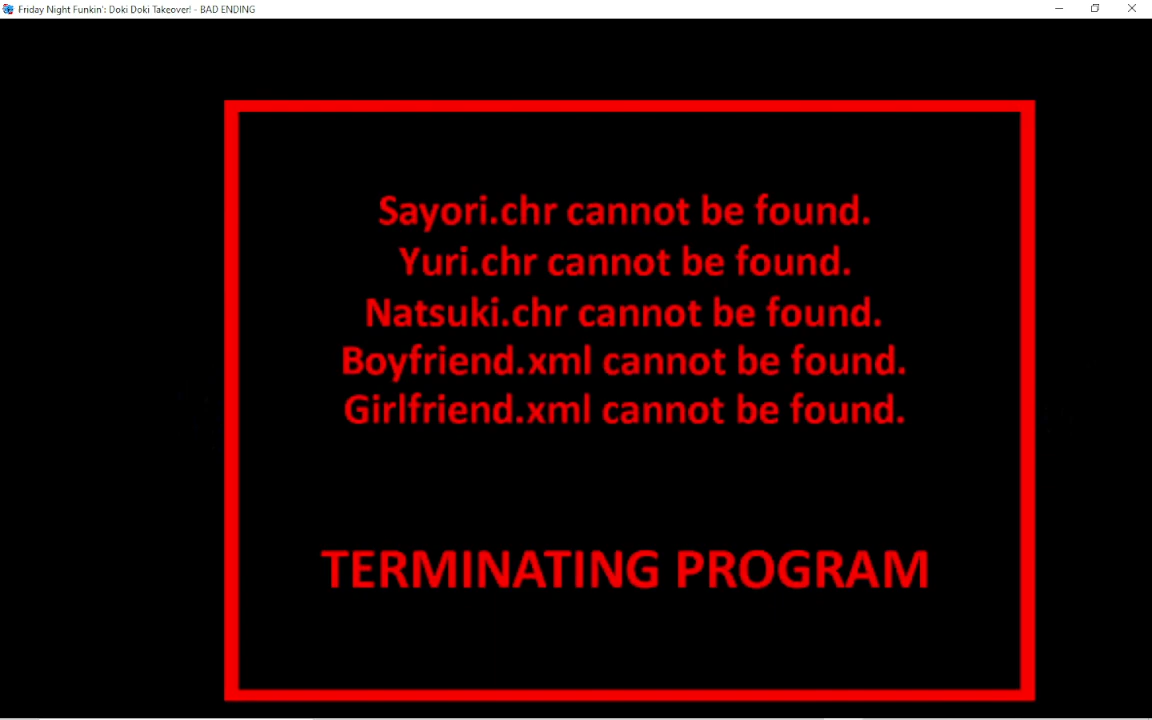 Friday Night Funkin': Doki Doki Takeover! - BAD ENDING
Sayori.chr cannot be found.
Yuri.chr cannot be found.
Natsuki.chr cannot be found.
Boyfriend.xml cannot be found.
Girlfriend.xml cannot be found.
TERMINATING PROGRAM